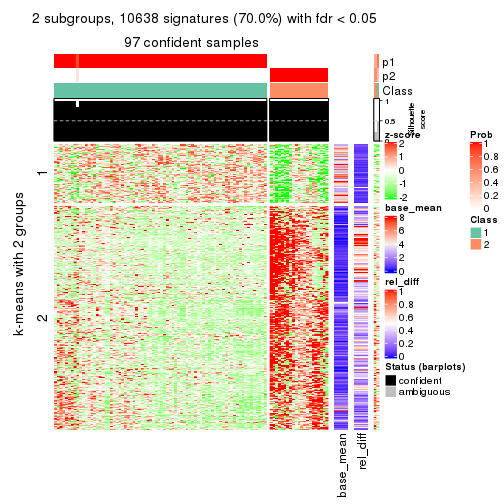 2 subgroups, 10638 signatures (70.0%) with fdr < 0.05
97 confident samples
p1
p2
Class
1
0.5
0
Silhouette
score
k-means with 2 groups
1
2
z-score
2
1
0
-1
-2
base_mean
8
6
4
2
0
rel_diff
1
0.8
0.6
0.4
0.2
0
Status (barplots)
confident
ambiguous
Prob
1
0.8
0.6
0.4
0.2
0
Class
1
2
base_mean
rel_diff